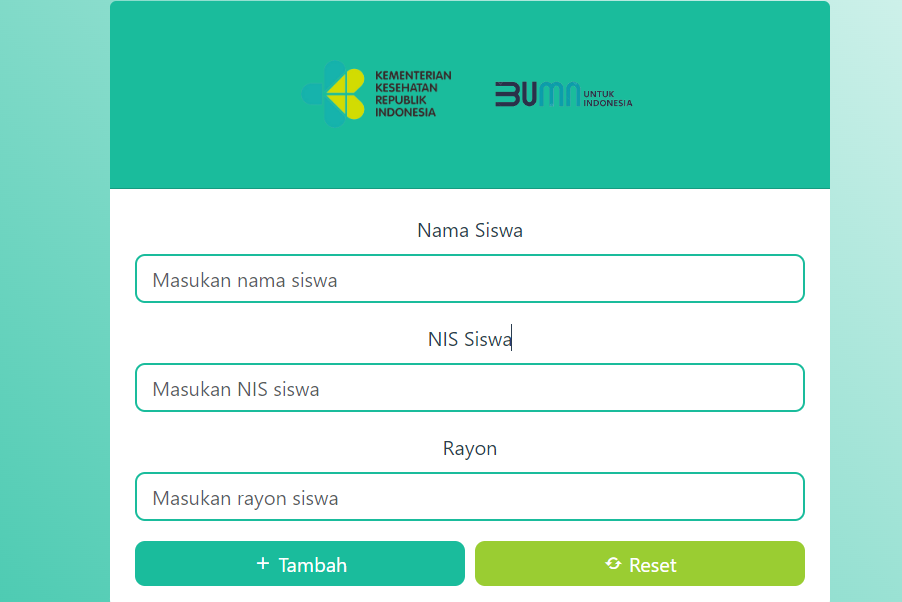 KEMENTERIAN
KESEHATAN
REPUBLIK
INDONESIA
BUMN UNTUK
INDONESIA
Nama Siswa
Masukan nama siswa
NIS Siswa
Masukan NIS siswa
Rayon
Masukan rayon siswa
+ Tambah
Reset